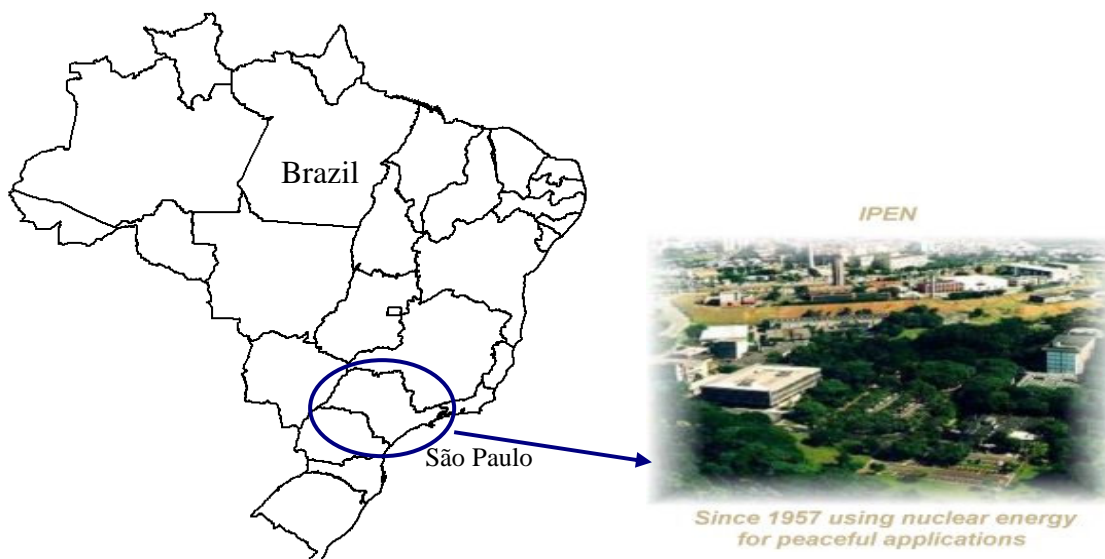 Brazil
IPEN
São Paulo
Since 1957 using nuclear energy
for peaceful applications